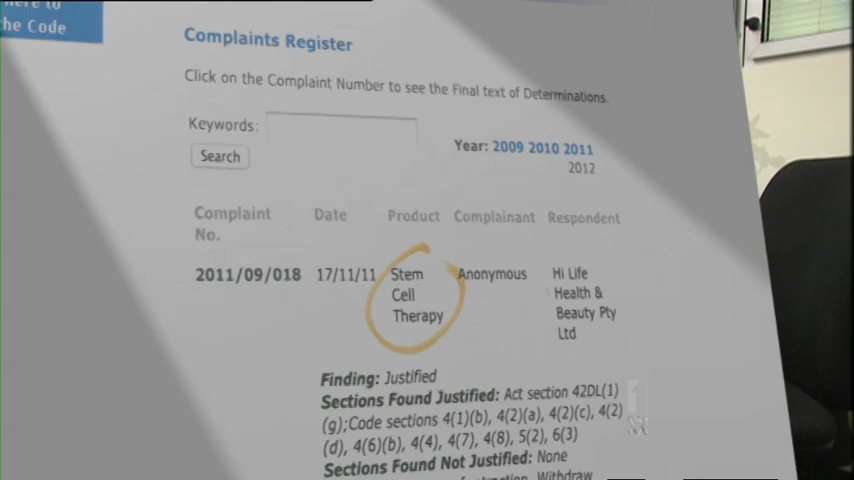 the Code
Complaints Register
Click on the Complaint Number to see the Final text of Determinations.
Keywords:
Search
Year: 2009 2010 2011
2012
Complaint No. Date Product Complainant Respondent
2011/09/018 17/11/11 Stem Cell Therapy Anonymous Hi Life Health & Beauty Pty Ltd
Finding: Justified
Sections Found Justified: Act section 42DL(1)
(g);Code sections 4(1)(b), 4(2)(a), 4(2)(c), 4(2)
(d), 4(6)(b), 4(4), 4(7), 4(8), 5(2), 6(3)
Sections Found Not Justified: None
Withdraw